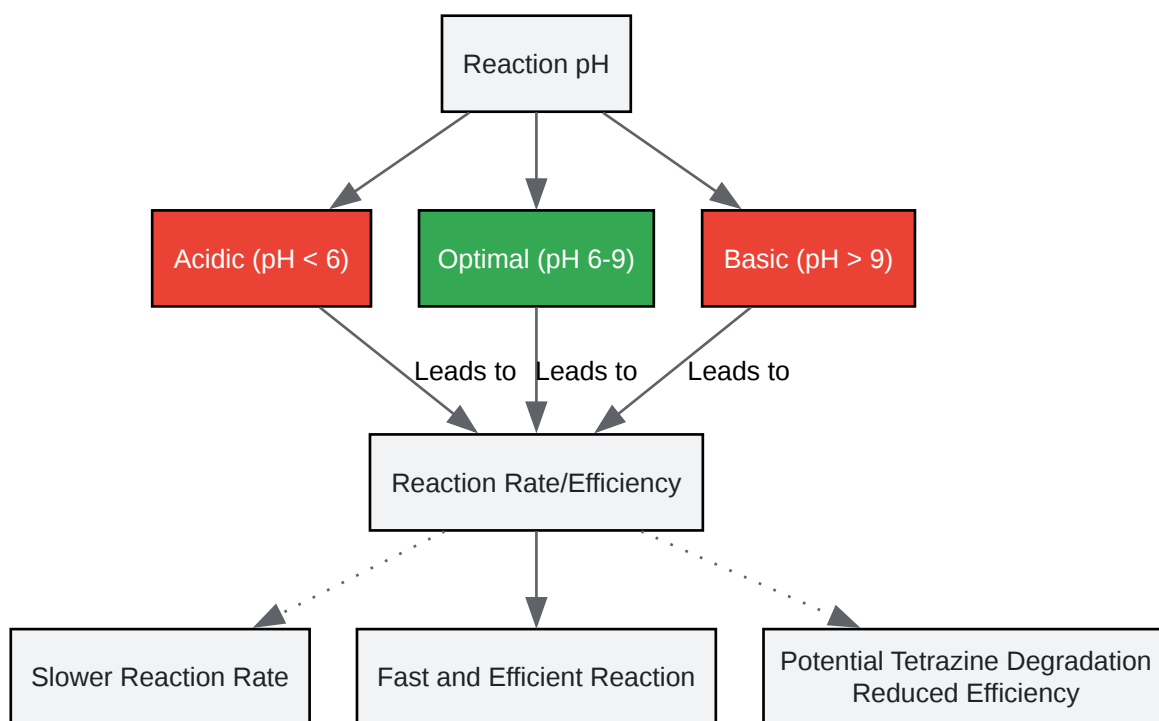 Reaction pH
Acidic (pH < 6)
Optimal (pH 6-9)
Basic (pH > 9)
Leads to
Leads to
Leads to
Reaction Rate/Efficiency
Slower Reaction Rate
Fast and Efficient Reaction
Potential Tetrazine Degradation
Reduced Efficiency